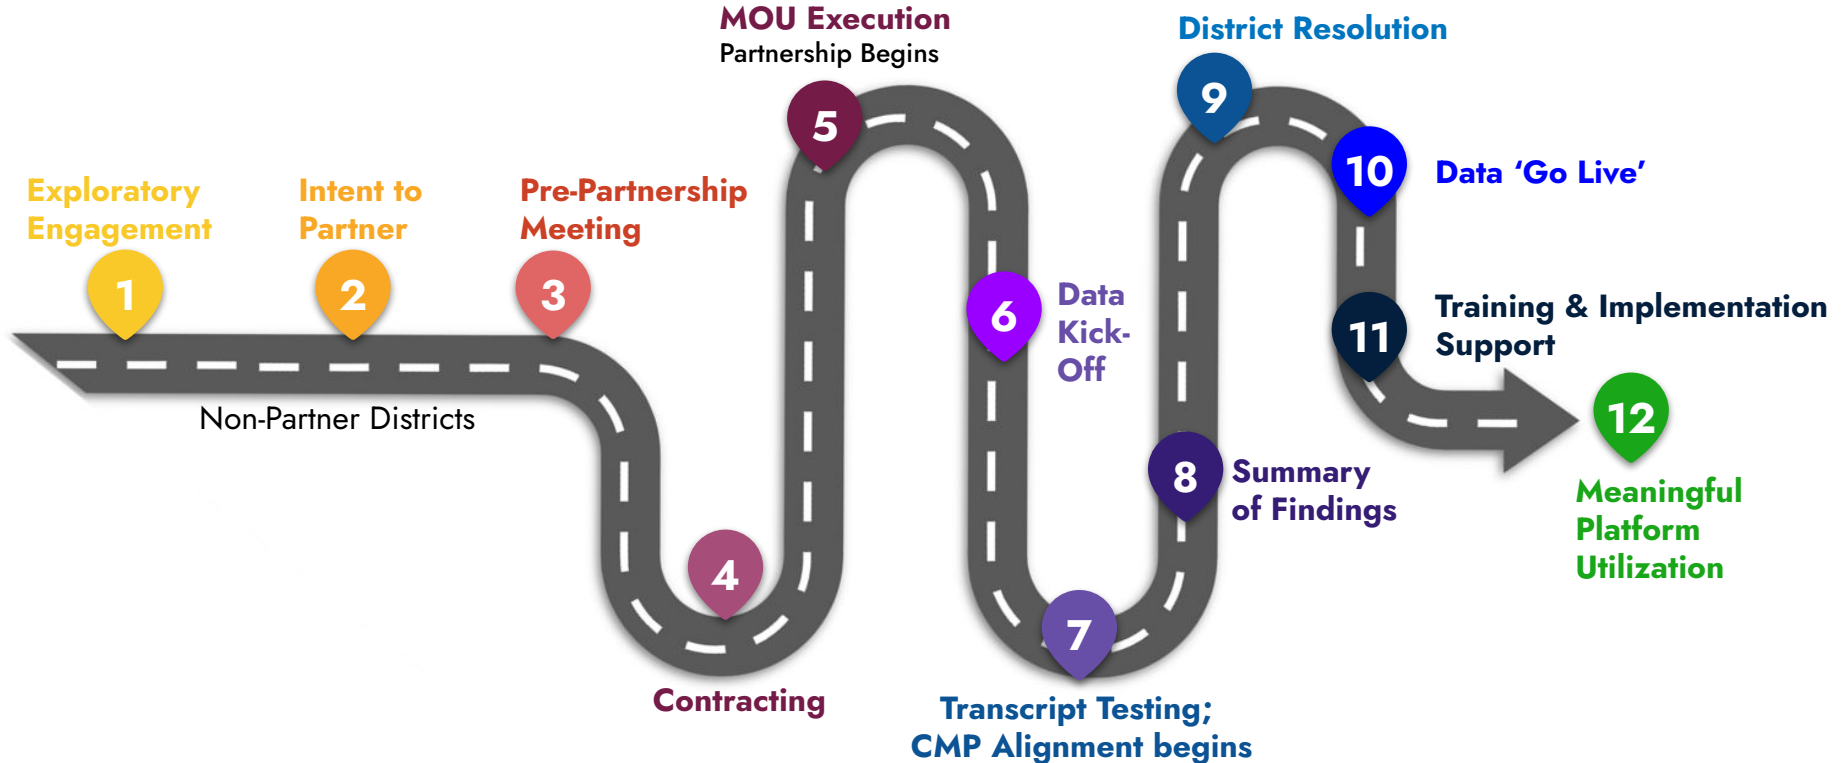 Exploratory
Engagement
1
Intent to
Partner
2
Pre-Partnership
Meeting
3
Non-Partner Districts
4
Contracting
MOU Execution
Partnership Begins
5
6
Data
Kick-
Off
7
Transcript Testing;
CMP Alignment begins
8
Summary
of Findings
District Resolution
9
10
Data ‘Go Live’
11
Training & Implementation
Support
12
Meaningful
Platform
Utilization